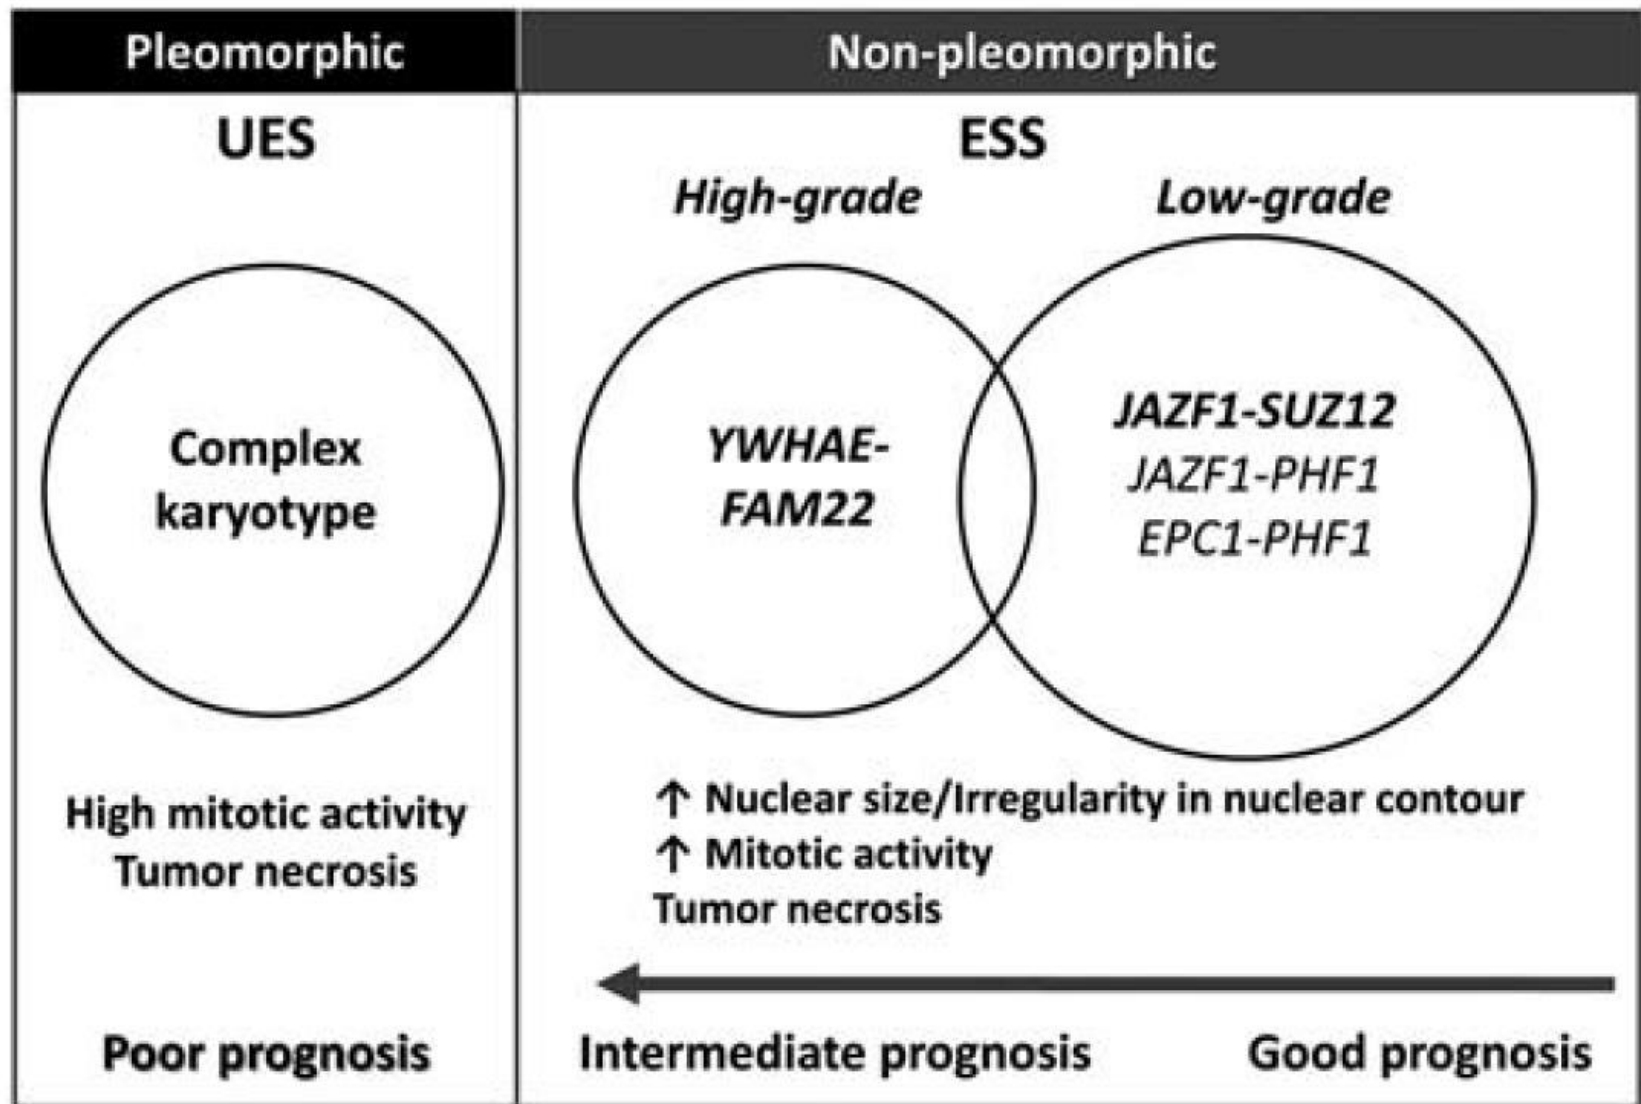 Pleomorphic
Non-pleomorphic
UES
ESS
High-grade
Low-grade
Complex
karyotype
YWHAE-
FAM22
JAZF1-SUZ12
JAZF1-PHF1
EPC1-PHF1
High mitotic activity
Tumor necrosis
↑ Nuclear size/Irregularity in nuclear contour
↑ Mitotic activity
Tumor necrosis
Poor prognosis
Intermediate prognosis
Good prognosis